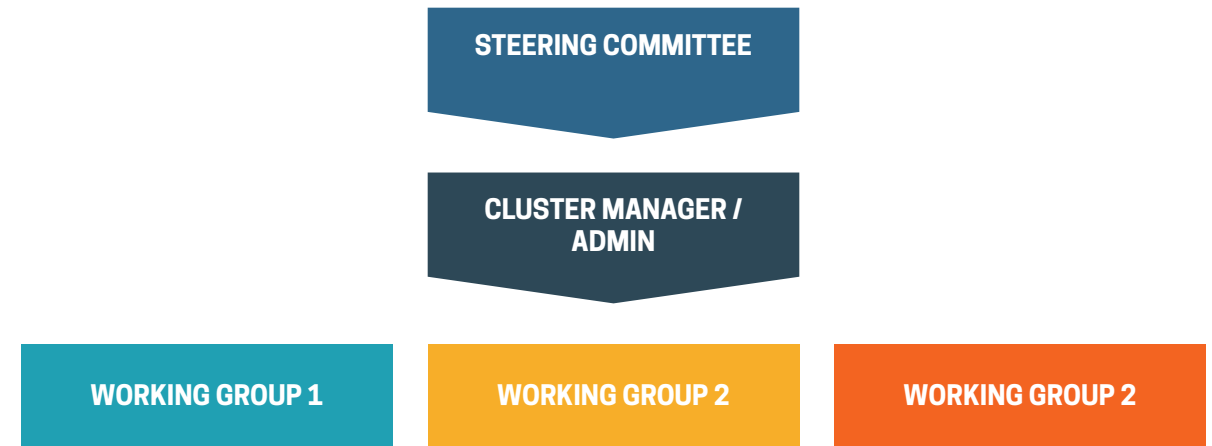 STEERING COMMITTEE
CLUSTER MANAGER /
ADMIN
WORKING GROUP 1
WORKING GROUP 2
WORKING GROUP 2